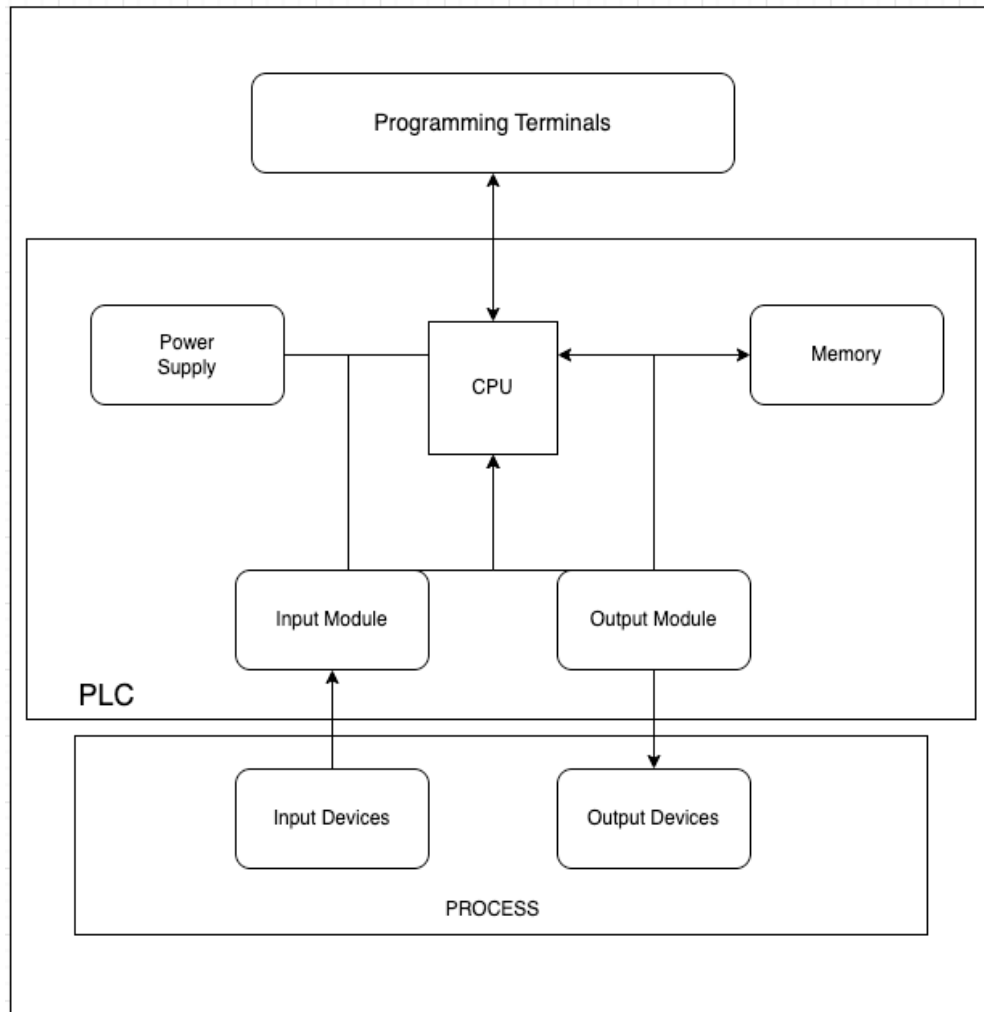 Programming Terminals
Power
Supply
CPU
Memory
Input Module
Output Module
PLC
Input Devices
Output Devices
PROCESS